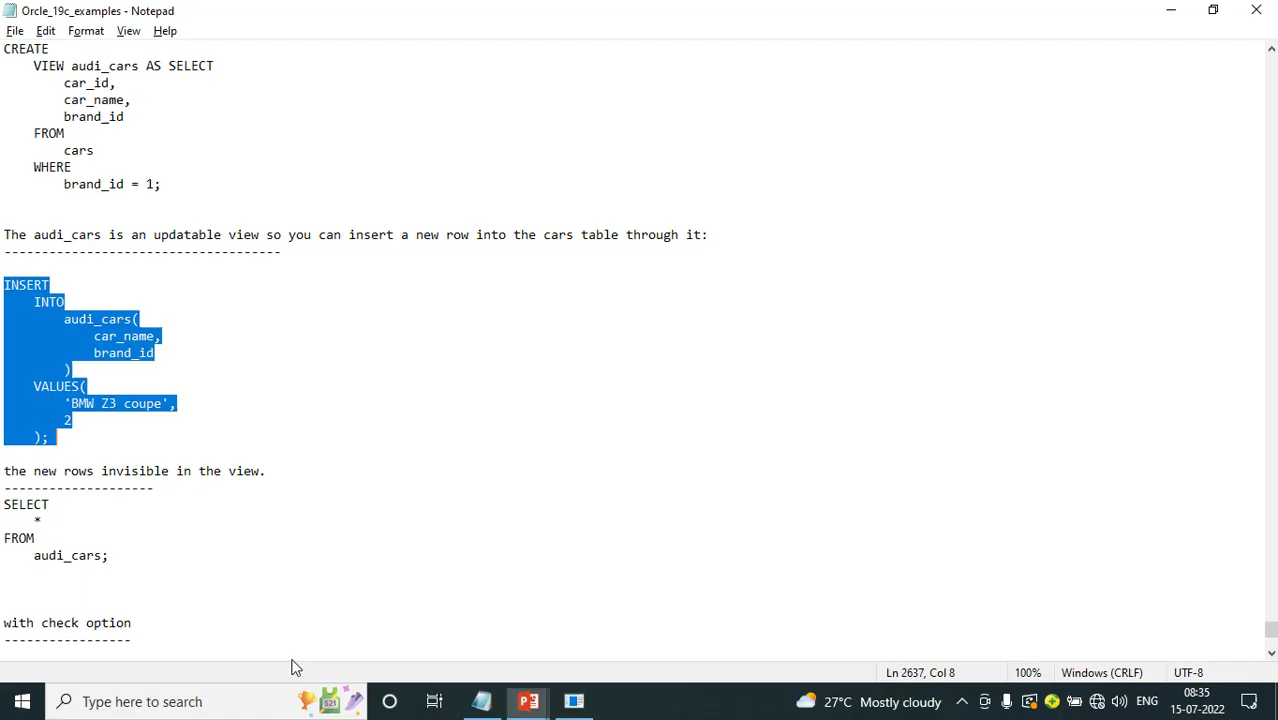 Orcle_19c_examples - Notepad
File Edit Format View Help
CREATE
VIEW audi_cars AS SELECT
car_id,
car_name,
brand_id
FROM
cars
WHERE
brand_id = 1;
The audi_cars is an updatable view so you can insert a new row into the cars table through it:
-------------------------------------
INSERT
INTO
audi_cars(
car_name,
brand_id
)
VALUES(
'BMW Z3 coupe',
2
);
the new rows invisible in the view.
--------------------
SELECT
*
FROM
audi_cars;
with check option
-----------------
Ln 2637, Col 8 100% Windows (CRLF) UTF-8
Type here to search 521 27°C Mostly cloudy ENG 08:35
15-07-2022